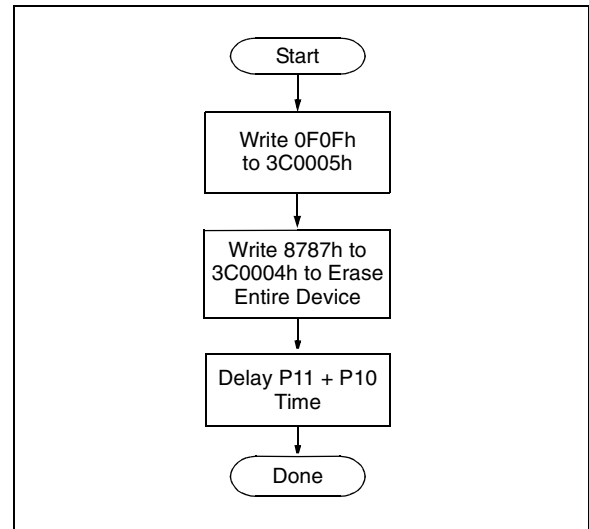 Start
Write 0F0Fh
to 3C0005h
Write 8787h to
3C0004h to Erase
Entire Device
Delay P11 + P10
Time
Done